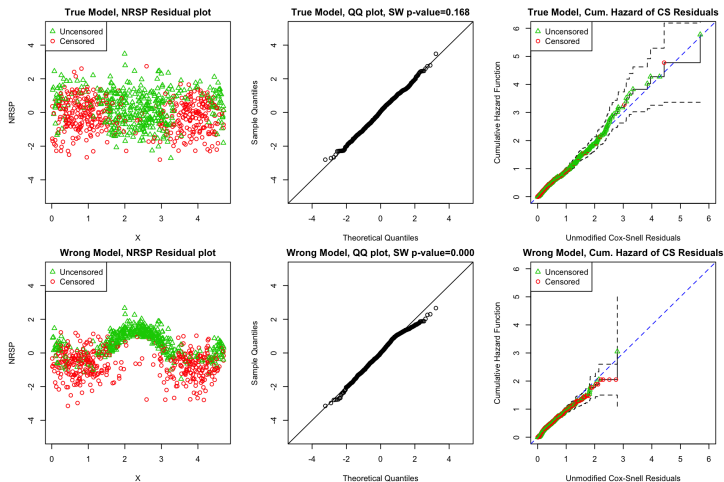 True Model, NRSP Residual plot
Uncensored
Censored
4
2
0
-2
-4
NRSP
0 1 2 3 4
X
True Model, QQ plot, SW p-value=0.168
4
2
0
-2
-4
Sample Quantiles
-4 -2 0 2 4
Theoretical Quantiles
True Model, Cum. Hazard of CS Residuals
Uncensored
Censored
6
5
4
3
2
1
0
Cumulative Hazard Function
0 1 2 3 4 5 6
Unmodified Cox-Snell Residuals
Wrong Model, NRSP Residual plot
Uncensored
Censored
4
2
0
-2
-4
NRSP
0 1 2 3 4
X
Wrong Model, QQ plot, SW p-value=0.000
4
2
0
-2
-4
Sample Quantiles
-4 -2 0 2 4
Theoretical Quantiles
Wrong Model, Cum. Hazard of CS Residuals
Uncensored
Censored
6
5
4
3
2
1
0
Cumulative Hazard Function
0 1 2 3 4 5 6
Unmodified Cox-Snell Residuals